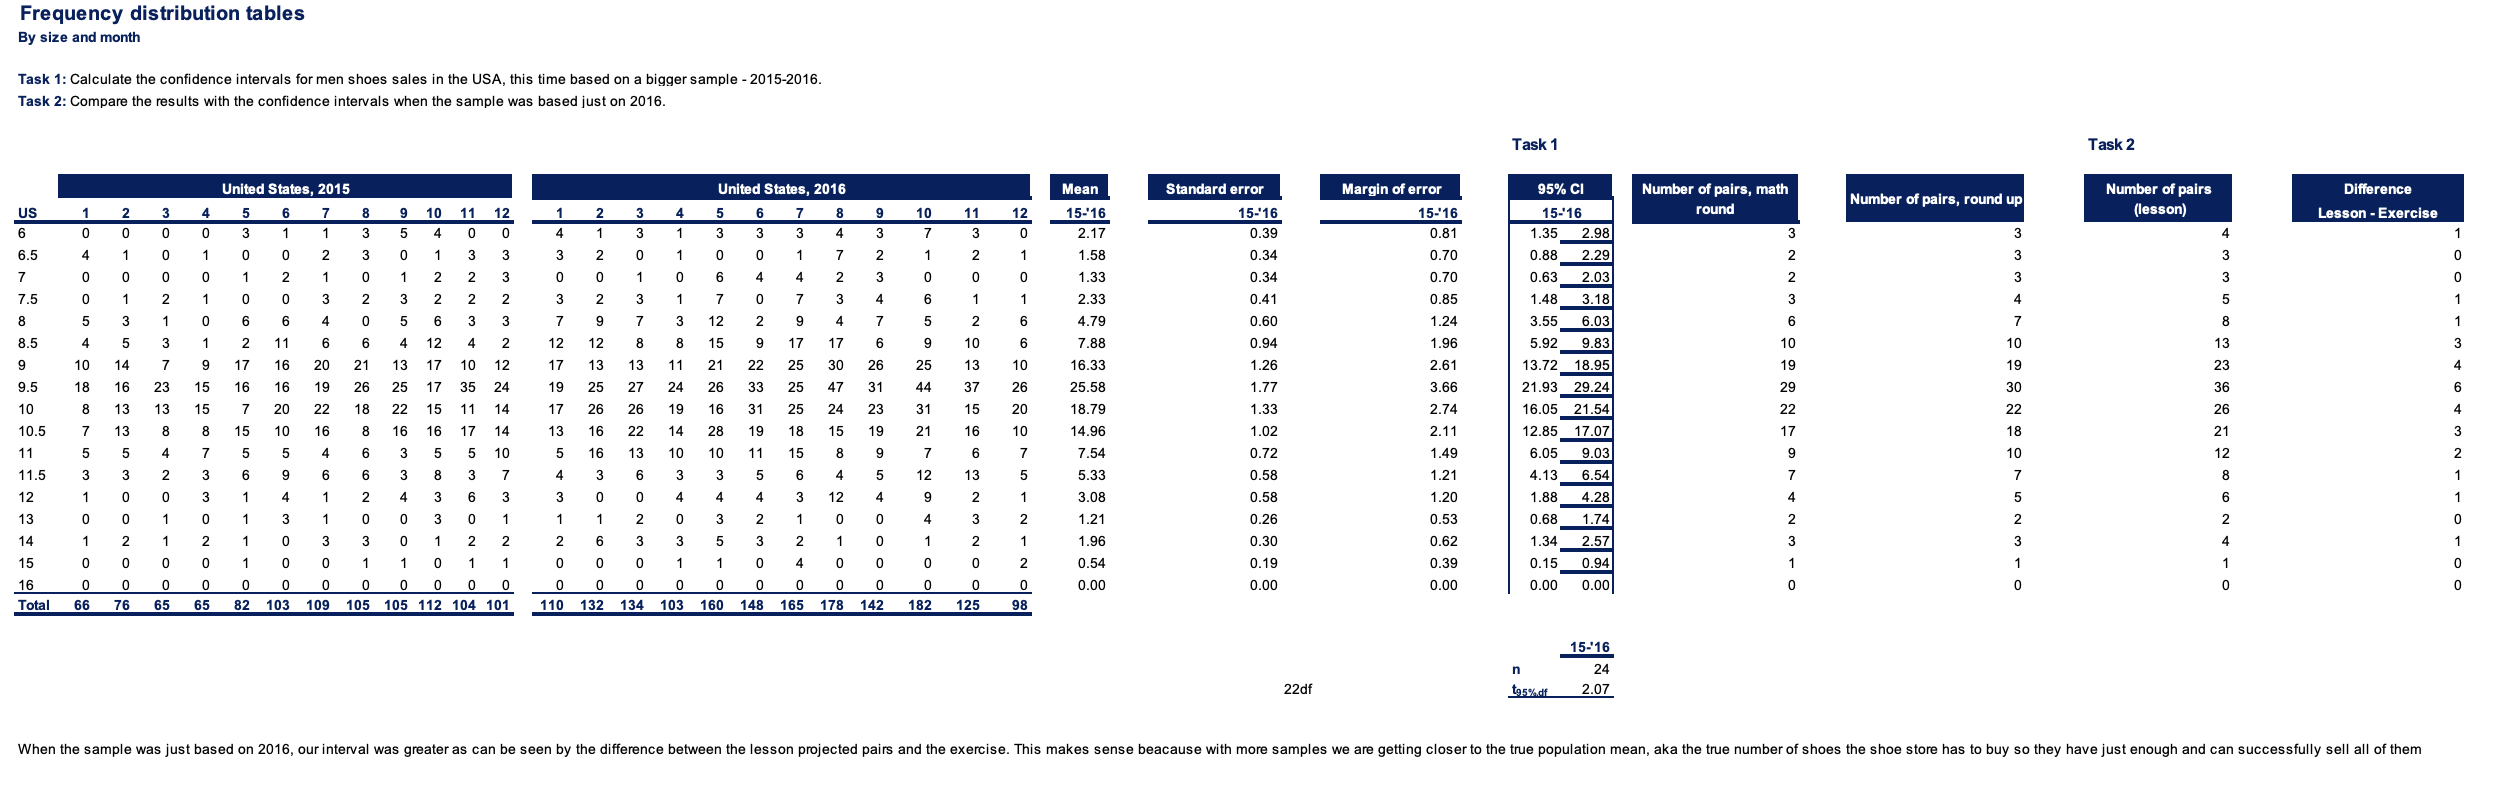 Frequency distribution tables
By size and month
Task 1: Calculate the confidence intervals for men shoes sales in the USA, this time based on a bigger sample - 2015-2016.
Task 2: Compare the results with the confidence intervals when the sample was based just on 2016.
Task 1 Task 2
United States, 2015 United States, 2016 Mean Standard error Margin of error 95% CI Number of pairs, math round Number of pairs, round up Number of pairs (lesson) Difference
US 1 2 3 4 5 6 7 8 9 10 11 12 1 2 3 4 5 6 7 8 9 10 11 12 15-'16 15-'16 15-'16 15-'16 Lesson - Exercise
6 0 0 0 0 3 1 1 3 5 4 0 0 4 1 3 1 3 3 3 4 3 7 3 0 2.17 0.39 0.81 1.35 2.98 3 3 4 1
6.5 4 1 0 1 0 0 2 3 0 1 3 3 3 2 0 1 0 0 1 7 2 1 2 1 1.58 0.34 0.70 0.88 2.29 2 3 3 0
7 0 0 0 0 1 2 1 0 1 2 2 3 0 0 1 0 6 4 4 2 3 0 0 0 1.33 0.34 0.70 0.63 2.03 2 3 3 0
7.5 0 1 2 1 0 0 3 2 3 2 2 2 3 2 3 1 7 0 7 3 4 6 1 1 2.33 0.41 0.85 1.48 3.18 3 4 5 1
8 5 3 1 0 6 6 4 0 5 6 3 3 7 9 7 3 12 2 9 4 7 5 2 6 4.79 0.60 1.24 3.55 6.03 6 7 8 1
8.5 4 5 3 1 2 11 6 6 4 12 4 2 12 12 8 8 15 9 17 17 6 9 10 6 7.88 0.94 1.96 5.92 9.83 10 10 13 3
9 10 14 7 9 17 16 20 21 13 17 10 12 17 13 13 11 21 22 25 30 26 25 13 10 16.33 1.26 2.61 13.72 18.95 19 19 23 4
9.5 18 16 23 15 16 16 19 26 25 17 35 24 19 25 27 24 26 33 25 47 31 44 37 26 25.58 1.77 3.66 21.93 29.24 29 30 36 6
10 8 13 13 15 7 20 22 18 22 15 11 14 17 26 26 19 16 31 25 24 23 31 15 20 18.79 1.33 2.74 16.05 21.54 22 22 26 4
10.5 7 13 8 8 15 10 16 8 16 16 17 14 13 16 22 14 28 19 18 15 19 21 16 10 14.96 1.02 2.11 12.85 17.07 17 18 21 3
11 5 5 4 7 5 5 4 6 3 5 5 10 5 16 13 10 10 11 15 8 9 7 6 7 7.54 0.72 1.49 6.05 9.03 9 10 12 2
11.5 3 3 2 3 6 9 6 6 3 8 3 7 4 3 6 3 3 5 6 4 5 12 13 5 5.33 0.58 1.21 4.13 6.54 7 7 8 1
12 1 0 0 3 1 4 1 2 4 3 6 3 3 0 0 4 4 4 3 12 4 9 2 1 3.08 0.58 1.20 1.88 4.28 4 5 6 1
13 0 0 1 0 1 3 1 0 0 3 0 1 1 1 2 0 3 2 1 0 0 4 3 2 1.21 0.26 0.53 0.68 1.74 2 2 2 0
14 1 2 1 2 1 0 3 3 0 1 2 2 2 6 3 3 5 3 2 1 0 1 2 1 1.96 0.30 0.62 1.34 2.57 3 3 4 1
15 0 0 0 0 1 0 0 1 1 0 1 1 0 0 0 1 1 0 4 0 0 0 0 2 0.54 0.19 0.39 0.15 0.94 1 1 1 0
16 0 0 0 0 0 0 0 0 0 0 0 0 0 0 0 0 0 0 0 0 0 0 0 0 0.00 0.00 0.00 0.00 0.00 0 0 0 0
Total 66 76 65 65 82 103 109 105 105 112 104 101 110 132 134 103 160 148 165 178 142 182 125 98
15-'16
n 24
22df t95%,df 2.07
When the sample was just based on 2016, our interval was greater as can be seen by the difference between the lesson projected pairs and the exercise. This makes sense beacause with more samples we are getting closer to the true population mean, aka the true number of shoes the shoe store has to buy so they have just enough and can successfully sell all of them